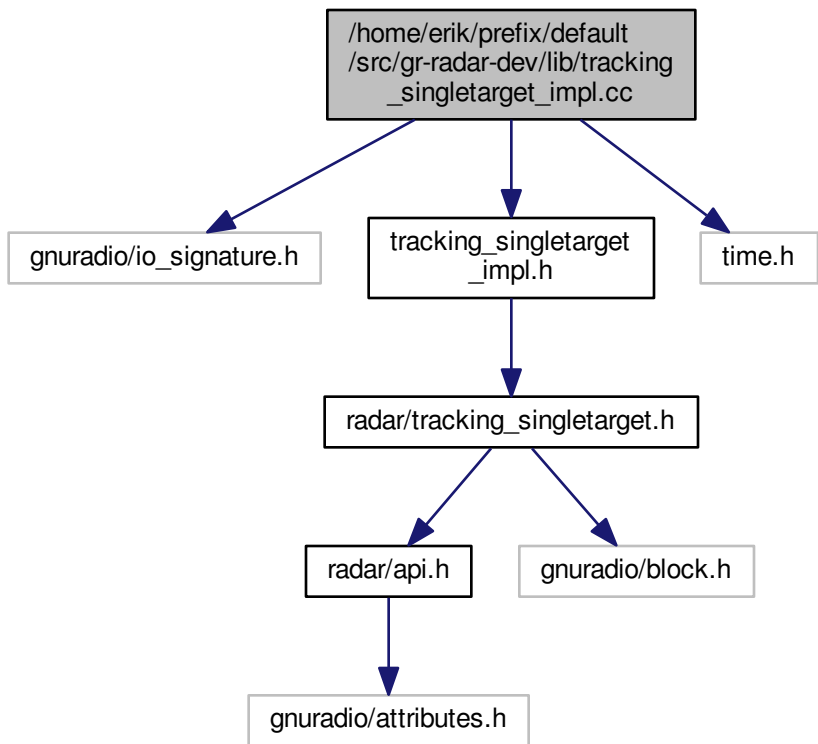 /home/erik/prefix/default
/src/gr-radar-dev/lib/tracking
_singletarget_impl.cc
gnuradio/io_signature.h
tracking_singletarget
_impl.h
time.h
radar/tracking_singletarget.h
radar/api.h
gnuradio/block.h
gnuradio/attributes.h